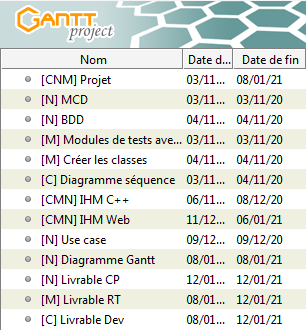 GANTT
project
Nom Date d... Date de fin
[CNM] Projet 03/11... 08/01/21
[N] MCD 03/11... 03/11/20
[N] BDD 04/11... 04/11/20
[M] Modules de tests ave... 03/11... 03/11/20
[M] Créer les classes 04/11... 04/11/20
[C] Diagramme séquence 03/11... 04/11/20
[CMN] IHM C++ 06/11... 08/12/20
[CMN] IHM Web 11/12... 06/01/21
[N] Use case 09/12... 09/12/20
[N] Diagramme Gantt 08/01... 08/01/21
[N] Livrable CP 12/01... 12/01/21
[M] Livrable RT 08/01... 12/01/21
[C] Livrable Dev 08/01... 12/01/21